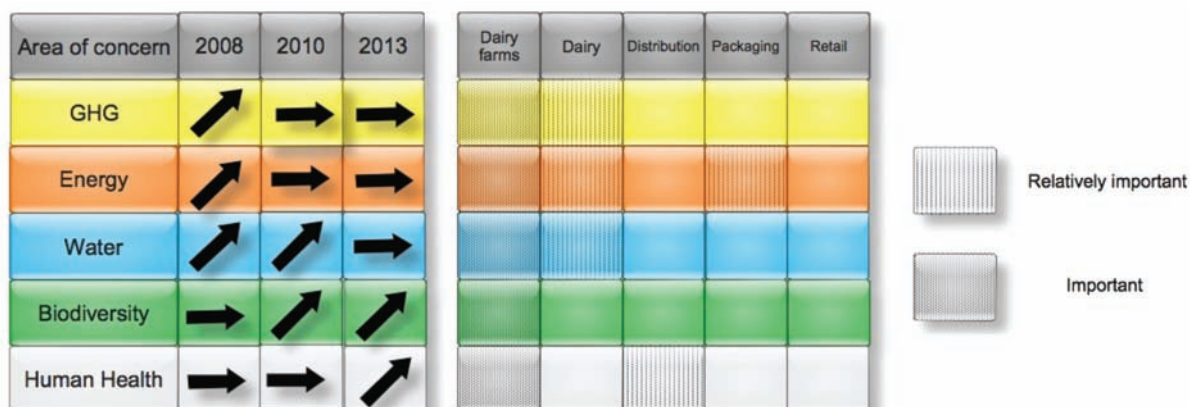 Area of concern 2008 2010 2013
Dairy farms Dairy Distribution Packaging Retail
GHG
Energy
Water
Biodiversity
Human Health
Relatively important
Important